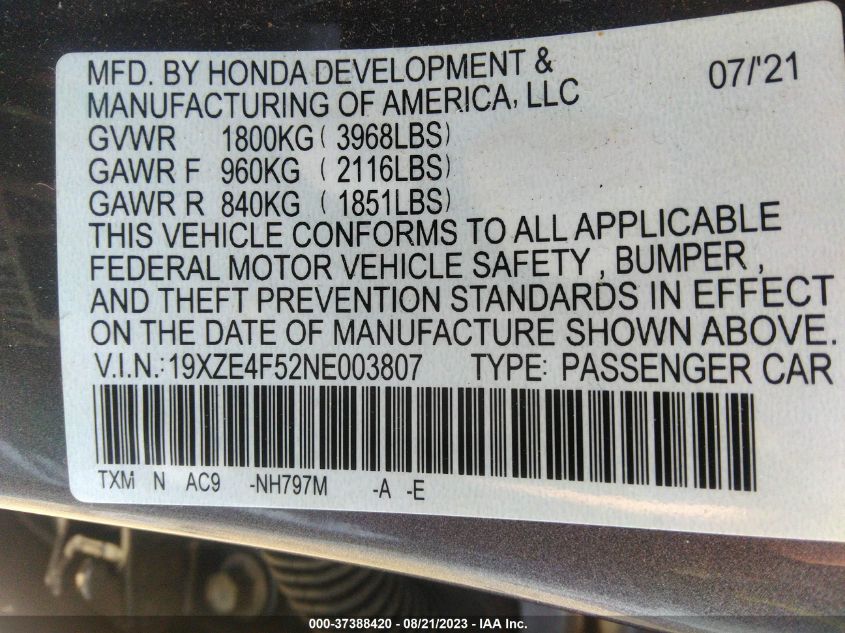 MFD. BY HONDA DEVELOPMENT & 07/'21
MANUFACTURING OF AMERICA, LLC
GVWR 1800KG ( 3968LBS)
GAWR F 960KG ( 2116LBS)
GAWR R 840KG ( 1851LBS)
THIS VEHICLE CONFORMS TO ALL APPLICABLE
FEDERAL MOTOR VEHICLE SAFETY , BUMPER ,
AND THEFT PREVENTION STANDARDS IN EFFECT
ON THE DATE OF MANUFACTURE SHOWN ABOVE.
V.I.N.: 19XZE4F52NE003807 TYPE: PASSENGER CAR
TXM N AC9 -NH797M -A -E
000-37388420 - 08/21/2023 - IAA Inc.